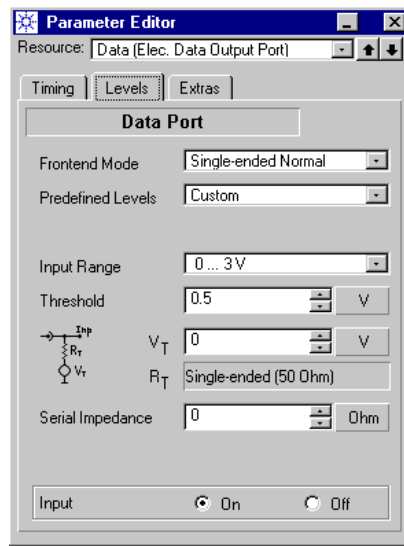 Parameter Editor
Resource: Data (Elec. Data Output Port)
Timing Levels Extras
Data Port
Frontend Mode Single-ended Normal
Predefined Levels Custom
Input Range 0 ... 3 V
Threshold 0.5 V
Inp
RT
VT
VT 0 V
RT Single-ended (50 Ohm)
Serial Impedance 0 Ohm
Input On Off